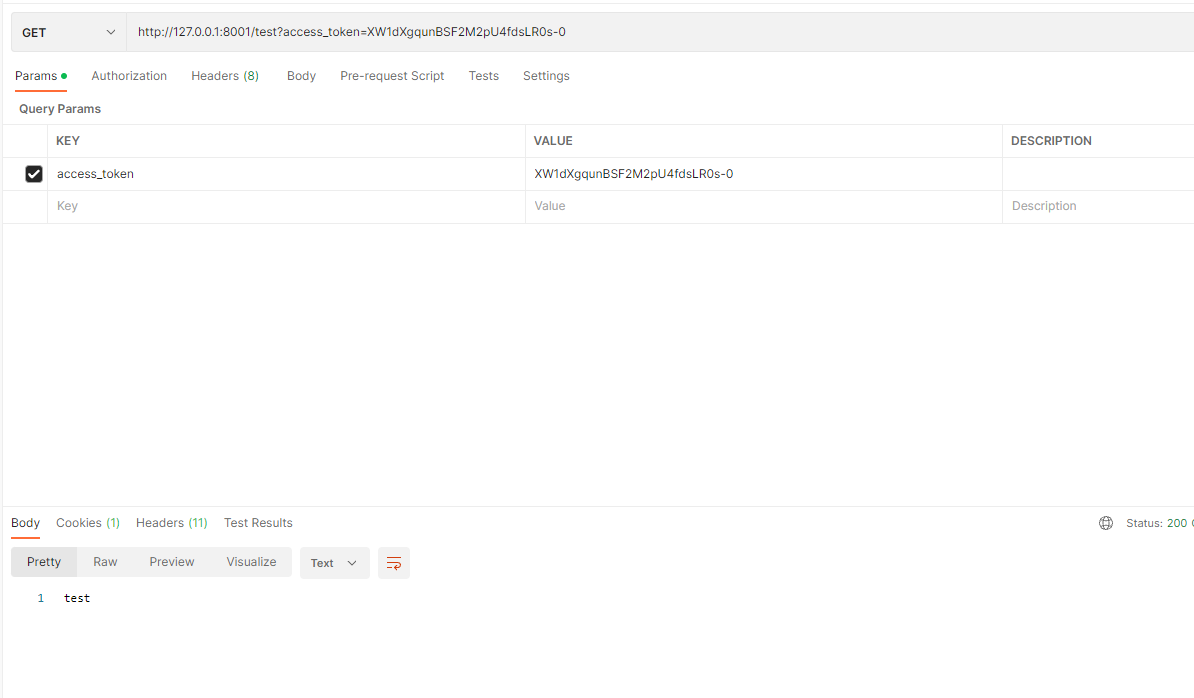 GET http://127.0.0.1:8001/test?access_token=XW1dXgqunBSF2M2pU4fdsLR0s-0
Params Authorization Headers (8) Body Pre-request Script Tests Settings
Query Params
KEY VALUE DESCRIPTION
access_token XW1dXgqunBSF2M2pU4fdsLR0s-0
Key Value Description
Body Cookies (1) Headers (11) Test Results Status: 200
Pretty Raw Preview Visualize Text
1 test